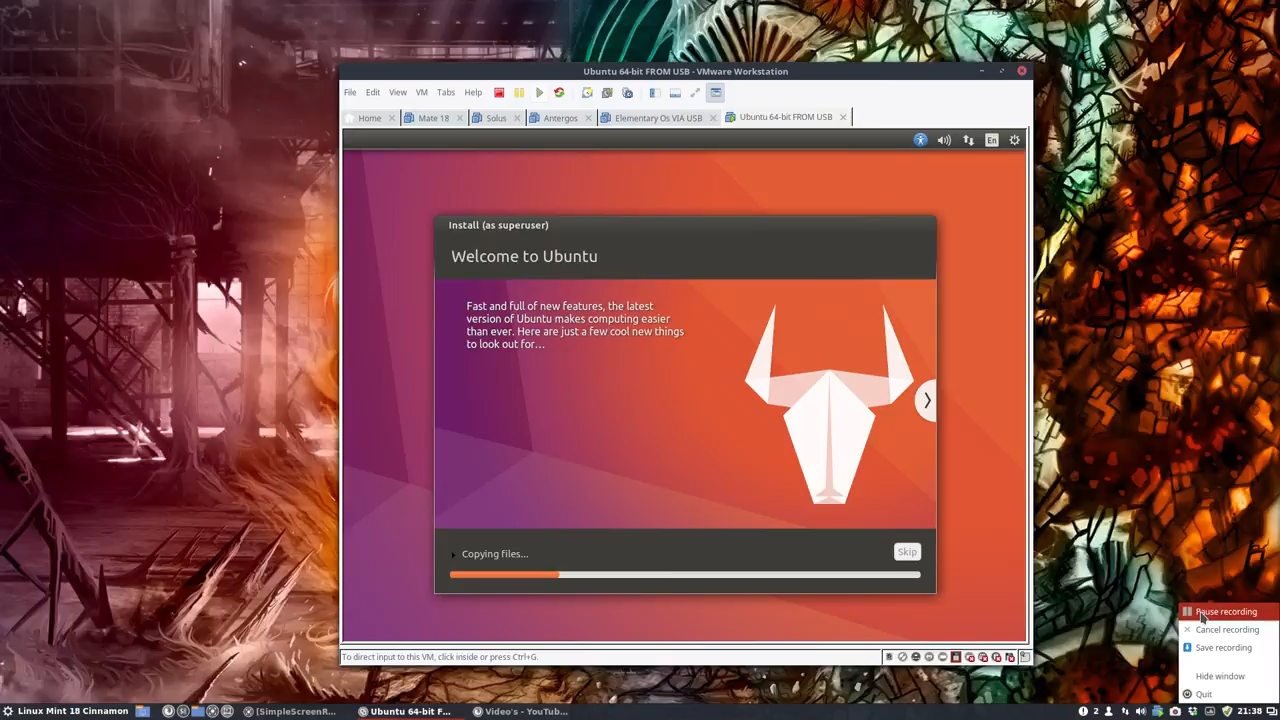 Ubuntu 64-bit FROM USB - VMware Workstation
File Edit View VM Tabs Help
Home Mate 18 Solus Antergos Elementary Os VIA USB Ubuntu 64-bit FROM USB
En
Install (as superuser)
Welcome to Ubuntu
Fast and full of new features, the latest
version of Ubuntu makes computing easier
than ever. Here are just a few cool new things
to look out for...
Copying files...
Skip
To direct input to this VM, click inside or press Ctrl+G.
Pause recording
Cancel recording
Save recording
Hide window
Quit
Linux Mint 18 Cinnamon [SimpleScreenR... Ubuntu 64-bit F... Video's - YouTub... 2 21:38